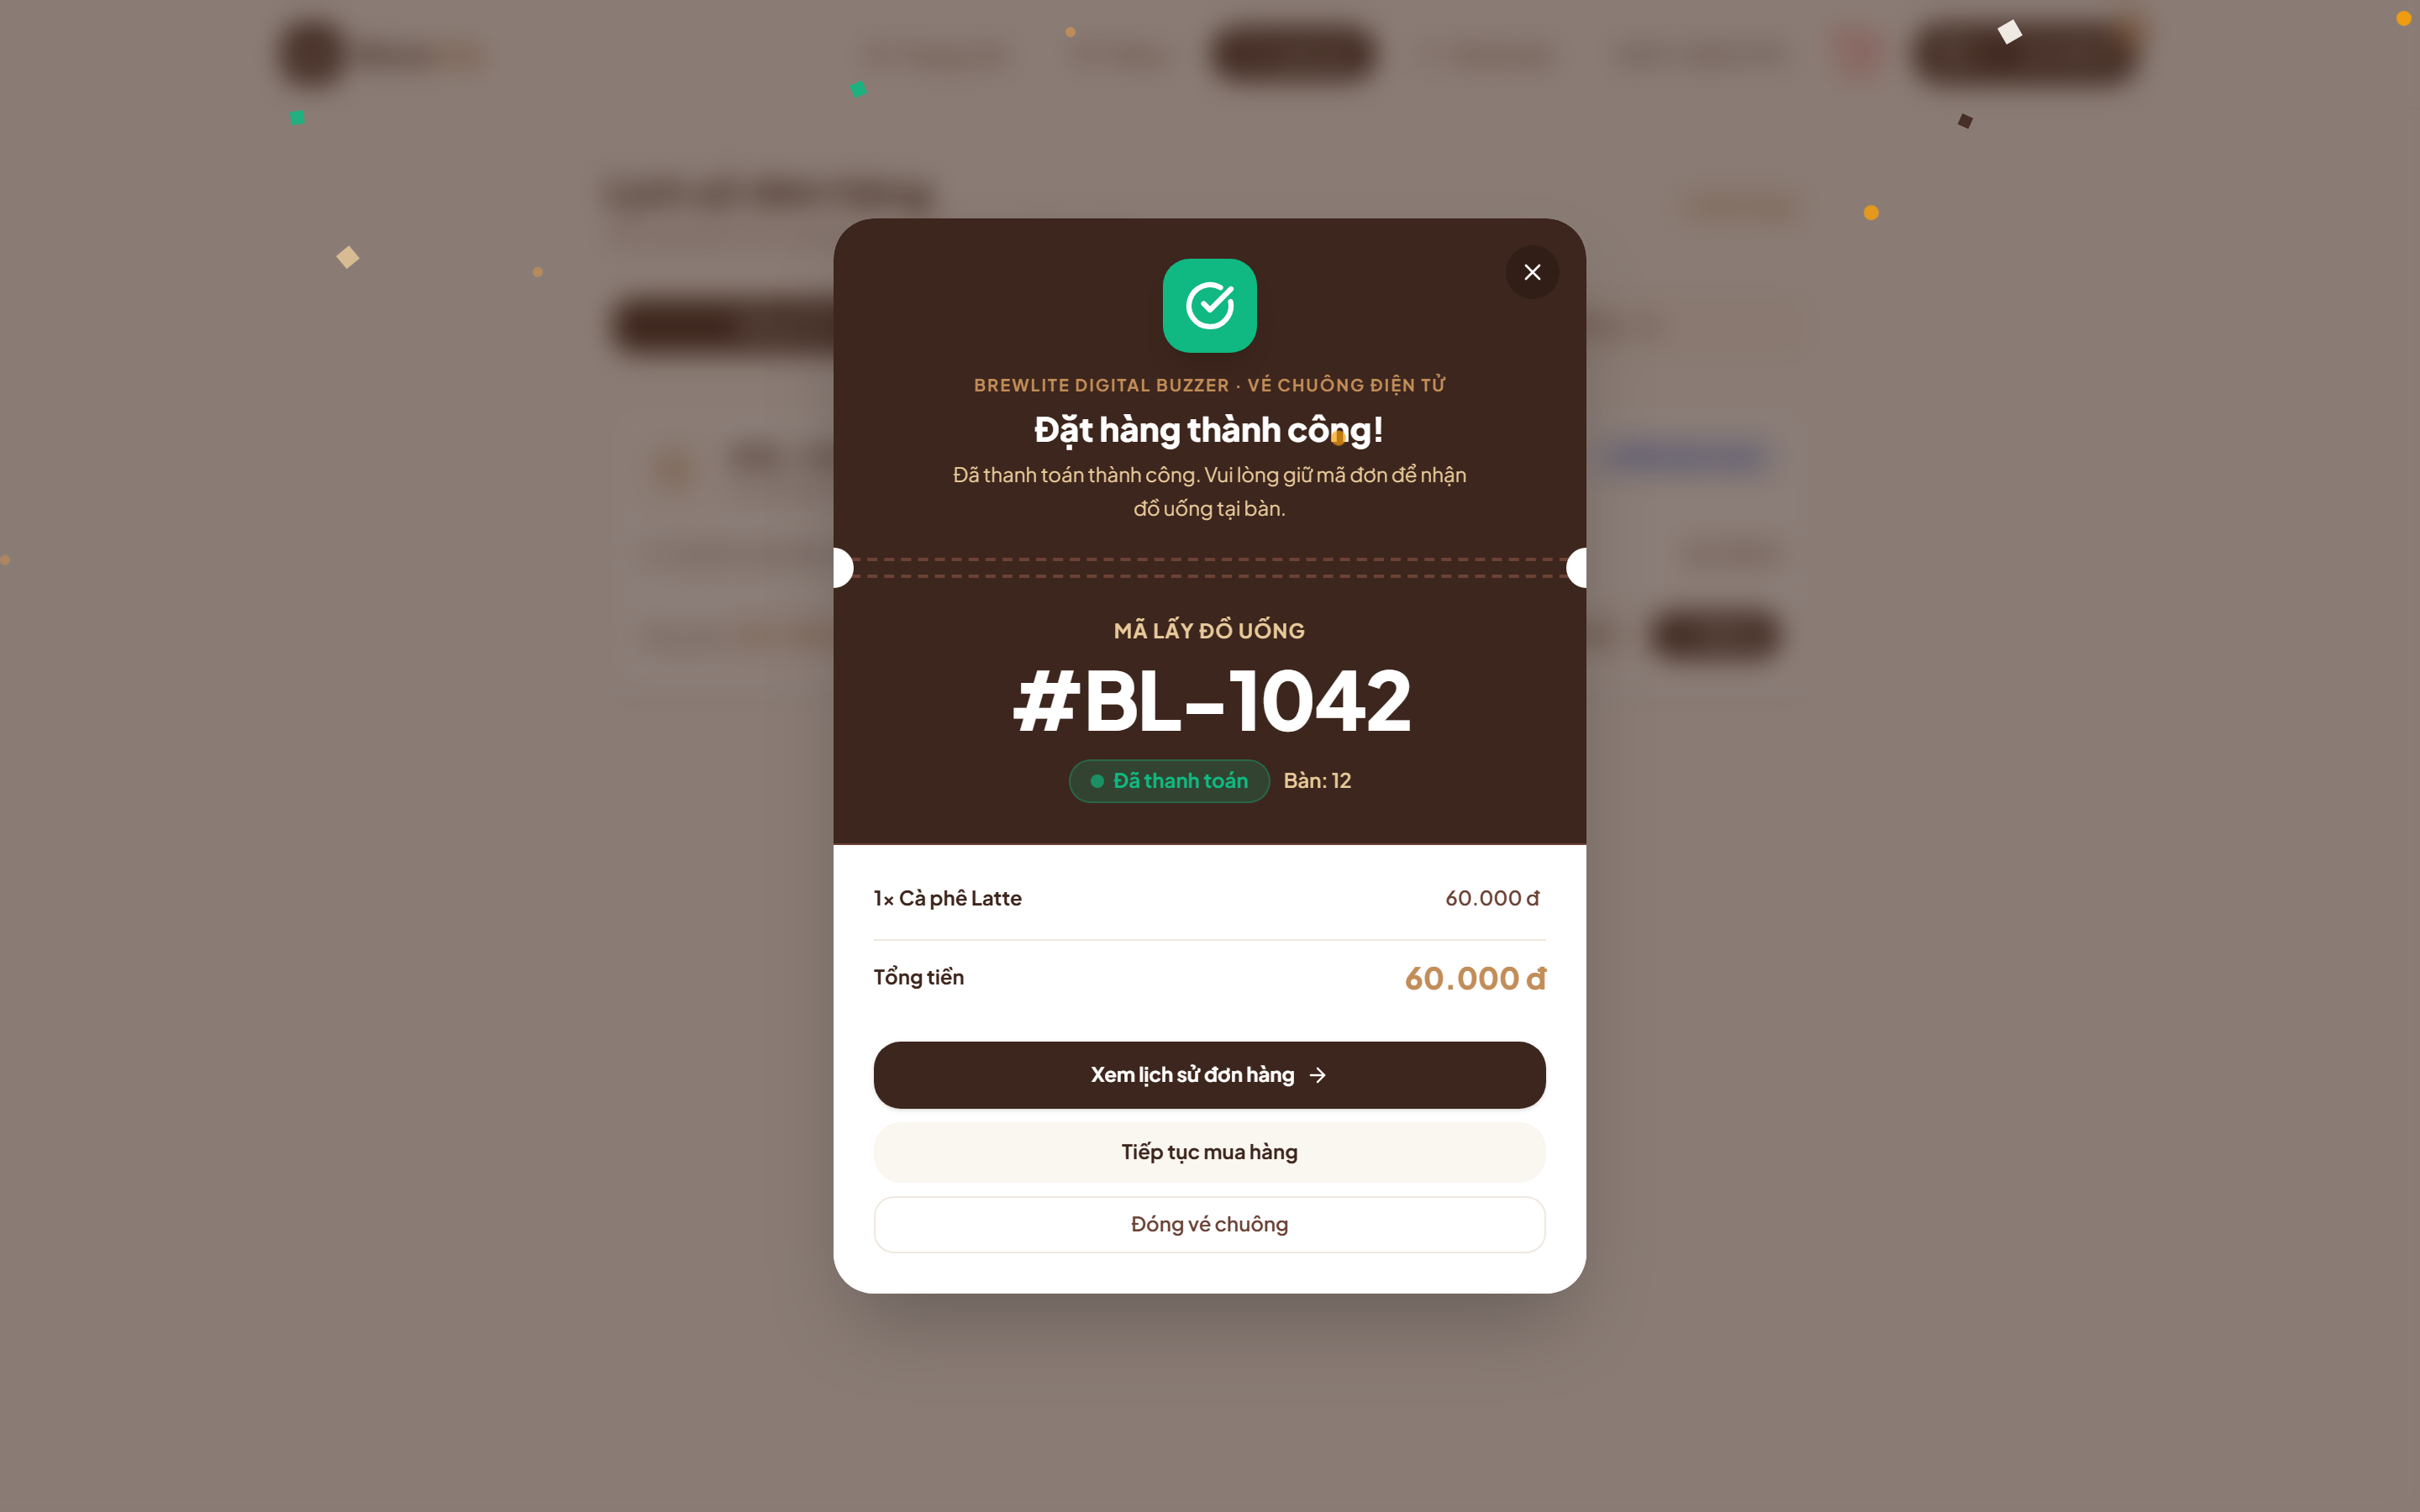 BREWLITE DIGITAL BUZZER · VÉ CHUÔNG ĐIỆN TỬ
Đặt hàng thành công!
Đã thanh toán thành công. Vui lòng giữ mã đơn để nhận
đồ uống tại bàn.
MÃ LẤY ĐỒ UỐNG
#BL-1042
Đã thanh toán Bàn: 12
1× Cà phê Latte 60.000 đ
Tổng tiền 60.000 đ
Xem lịch sử đơn hàng →
Tiếp tục mua hàng
Đóng vé chuông